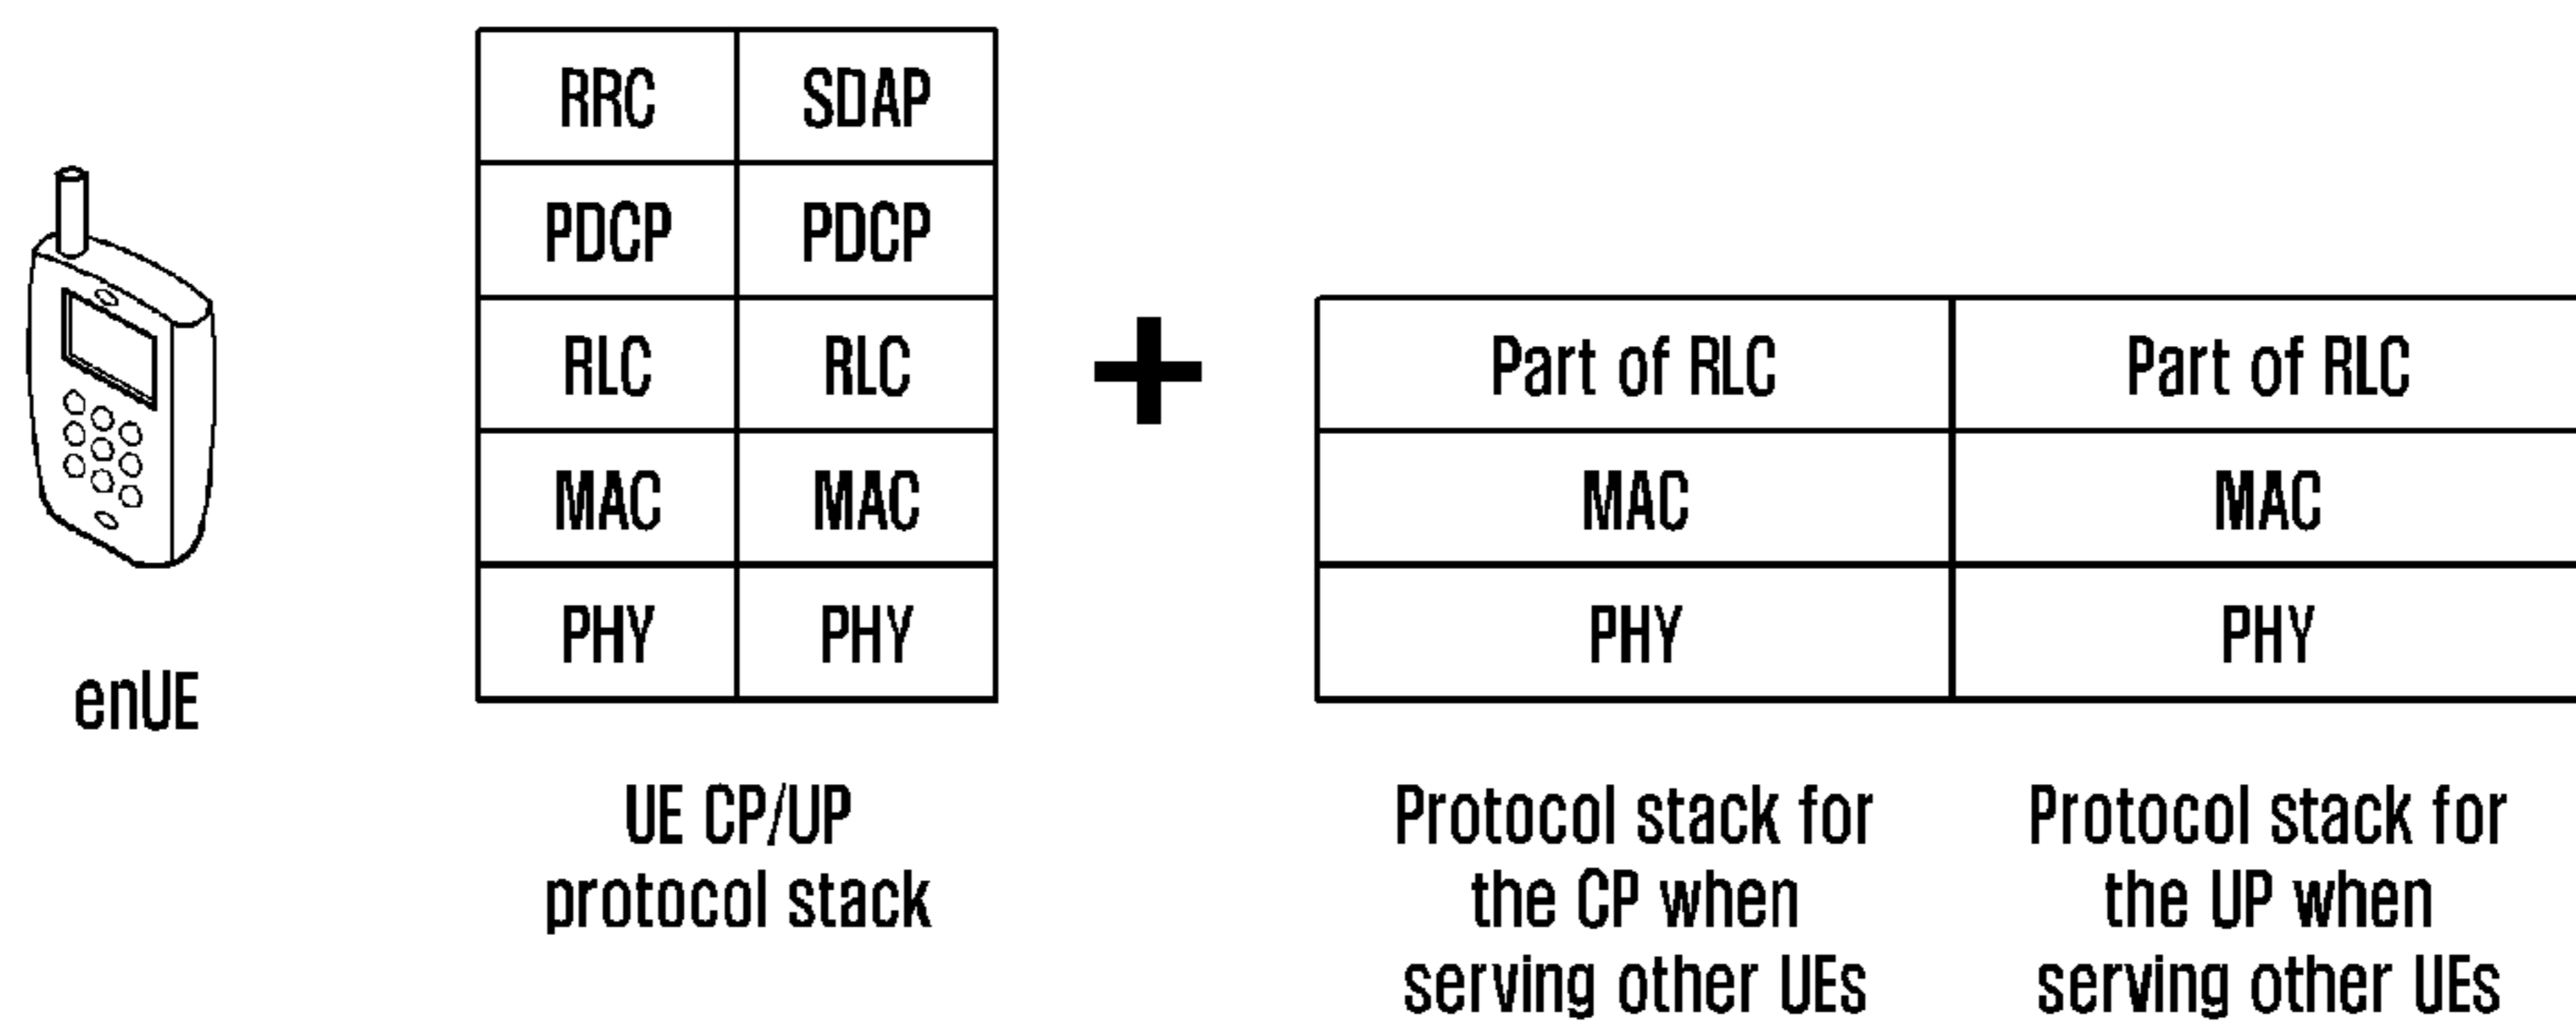 RRC SDAP
PDCP PDCP
RLC RLC Part of RLC Part of RLC
MAC MAC MAC MAC
PHY PHY PHY PHY
enUE
UE CP/UP
protocol stack
Protocol stack for
the CP when
serving other UEs
Protocol stack for
the UP when
serving other UEs